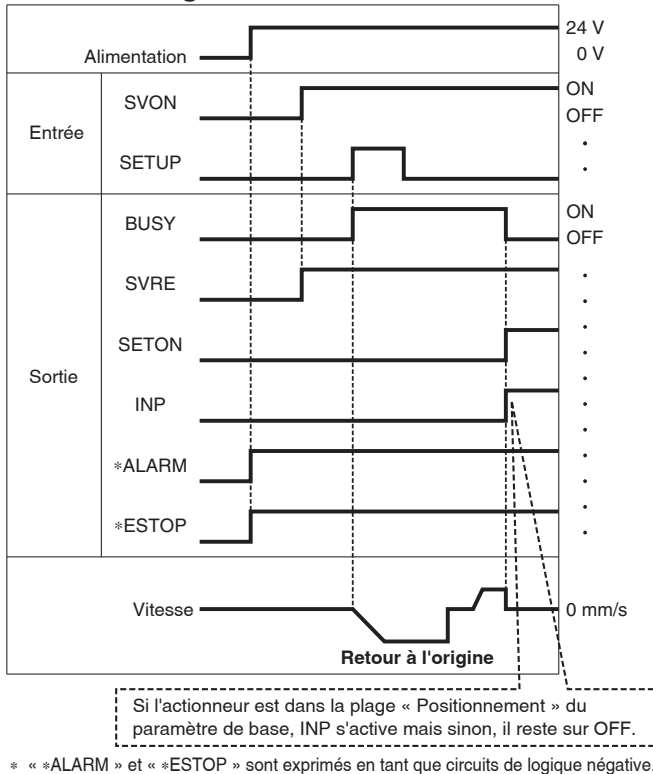 24 V
Alimentation 0 V
SVON ON
OFF
Entrée
SETUP
BUSY ON
OFF
SVRE
SETON
Sortie
INP
*ALARM
*ESTOP
Vitesse 0 mm/s
Retour à l'origine
Si l'actionneur est dans la plage « Positionnement » du
paramètre de base, INP s'active mais sinon, il reste sur OFF.
* « *ALARM » et « *ESTOP » sont exprimés en tant que circuits de logique négative.